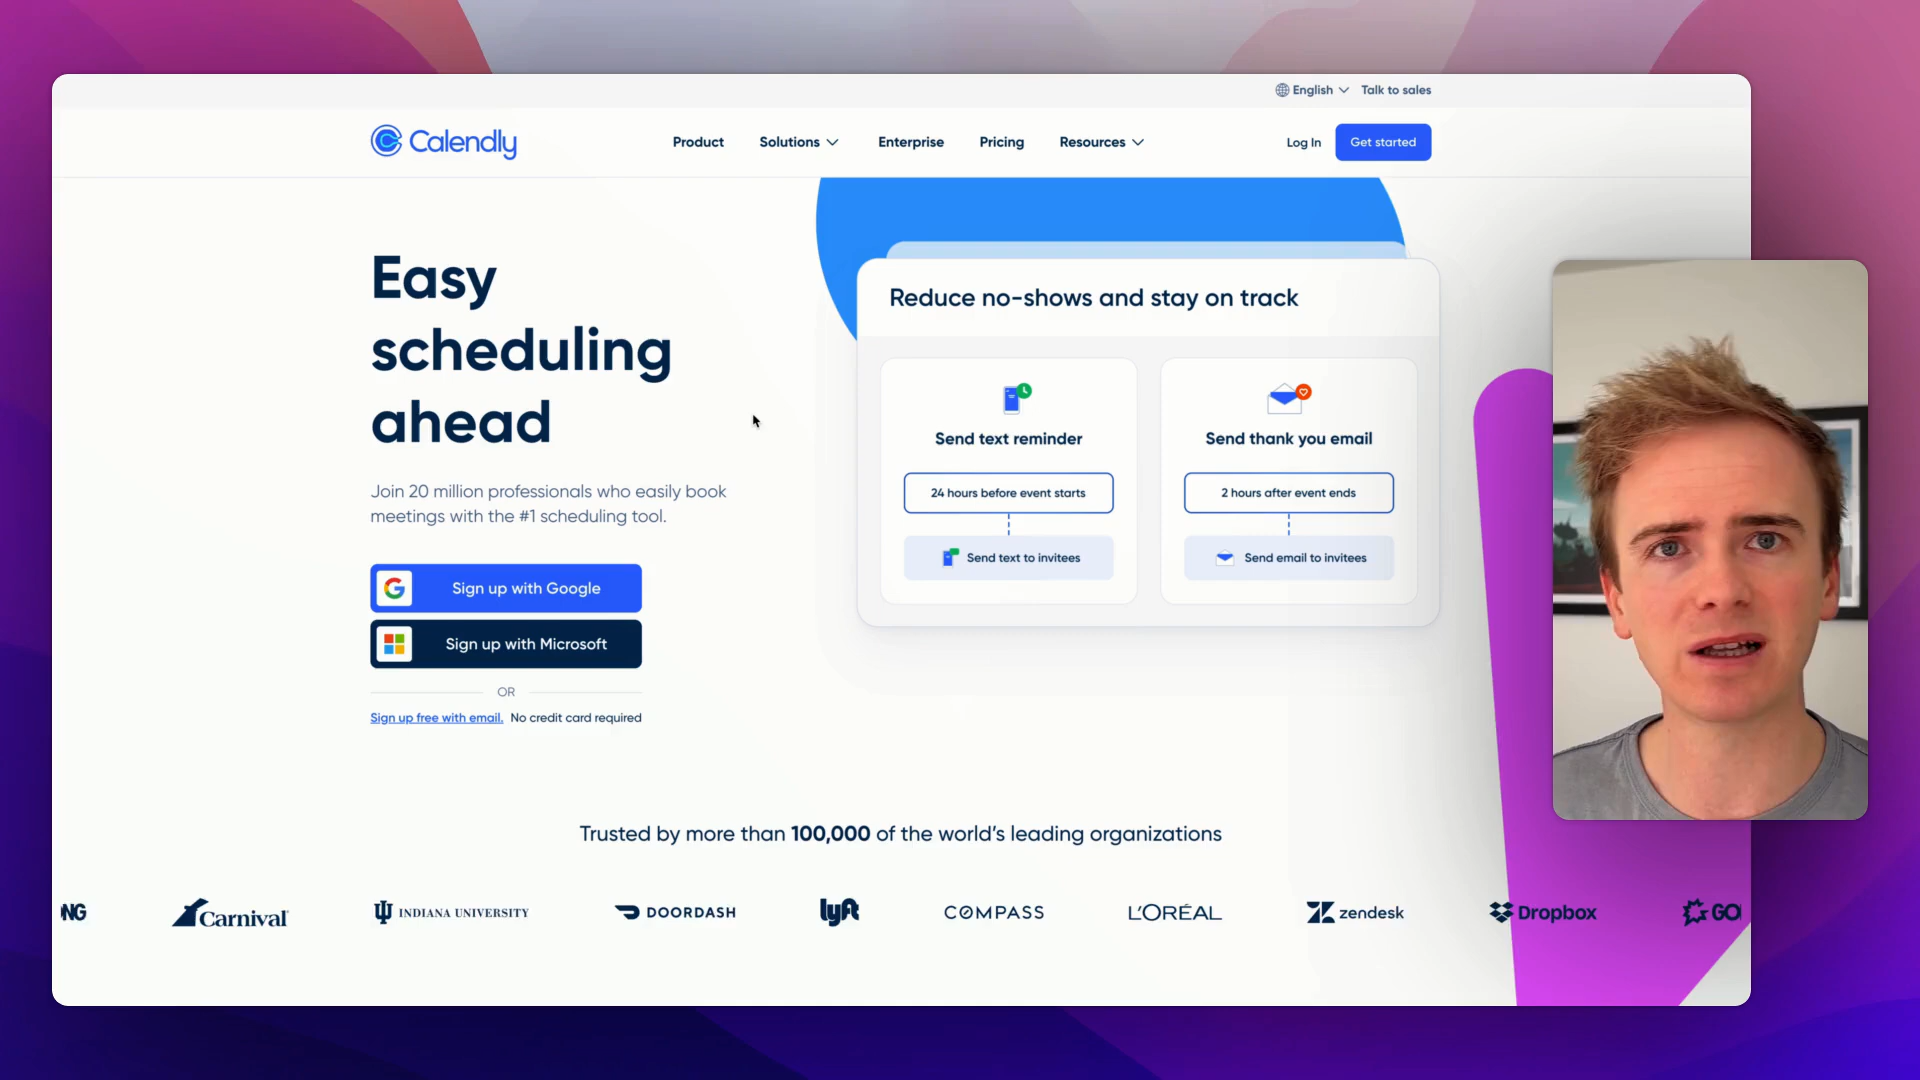 English
Talk to sales
Calendly
Product
Solutions
Enterprise
Pricing
Resources
Log In
Get started
Easy
scheduling
ahead
Join 20 million professionals who easily book
meetings with the #1 scheduling tool.
Sign up with Google
Sign up with Microsoft
OR
Sign up free with email. No credit card required
Reduce no-shows and stay on track
Send text reminder
24 hours before event starts
Send text to invitees
Send thank you email
2 hours after event ends
Send email to invitees
Trusted by more than 100,000 of the world's leading organizations
NG
Carnival
INDIANA UNIVERSITY
DOORDASH
lyft
COMPASS
L'ORÉAL
zendesk
Dropbox
GO